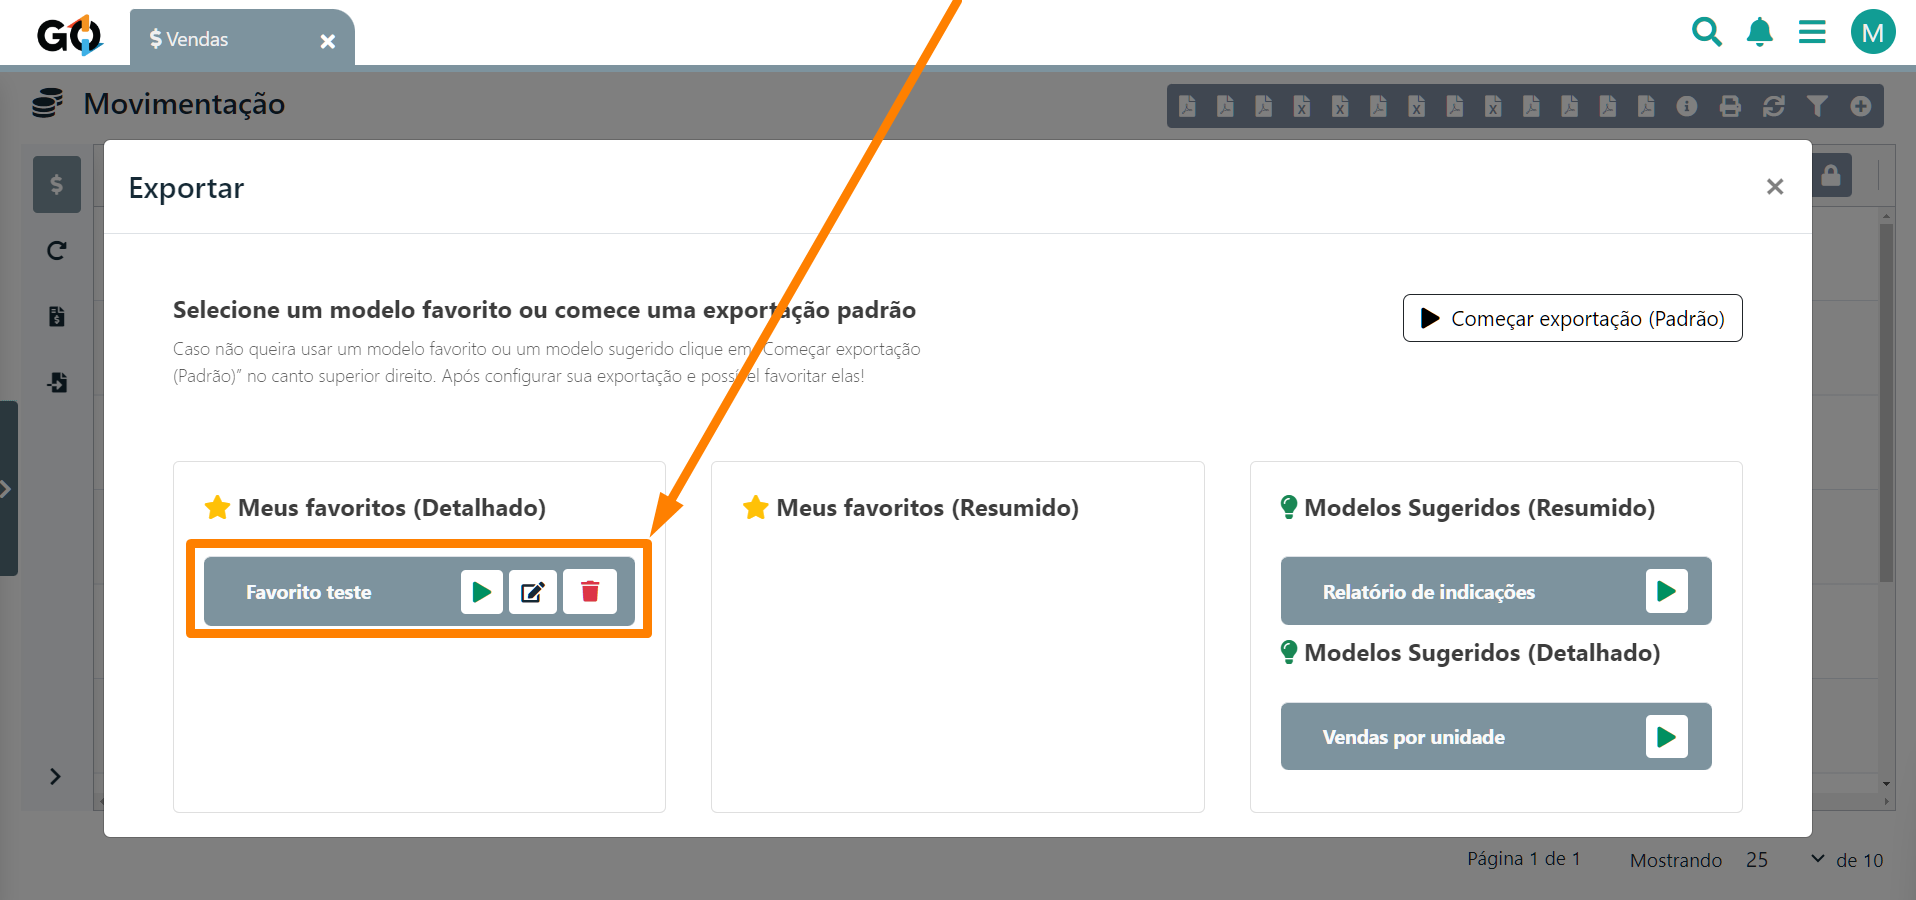 GO
$ Vendas
M
Movimentação
Exportar
Selecione um modelo favorito ou comece uma exportação padrão
Começar exportação (Padrão)
Caso não queira usar um modelo favorito ou um modelo sugerido clique em “Começar exportação
(Padrão)” no canto superior direito. Após configurar sua exportação e possível favoritar elas!
Meus favoritos (Detalhado)
Favorito teste
Meus favoritos (Resumido)
Modelos Sugeridos (Resumido)
Relatório de indicações
Modelos Sugeridos (Detalhado)
Vendas por unidade
Página 1 de 1 Mostrando 25 de 10